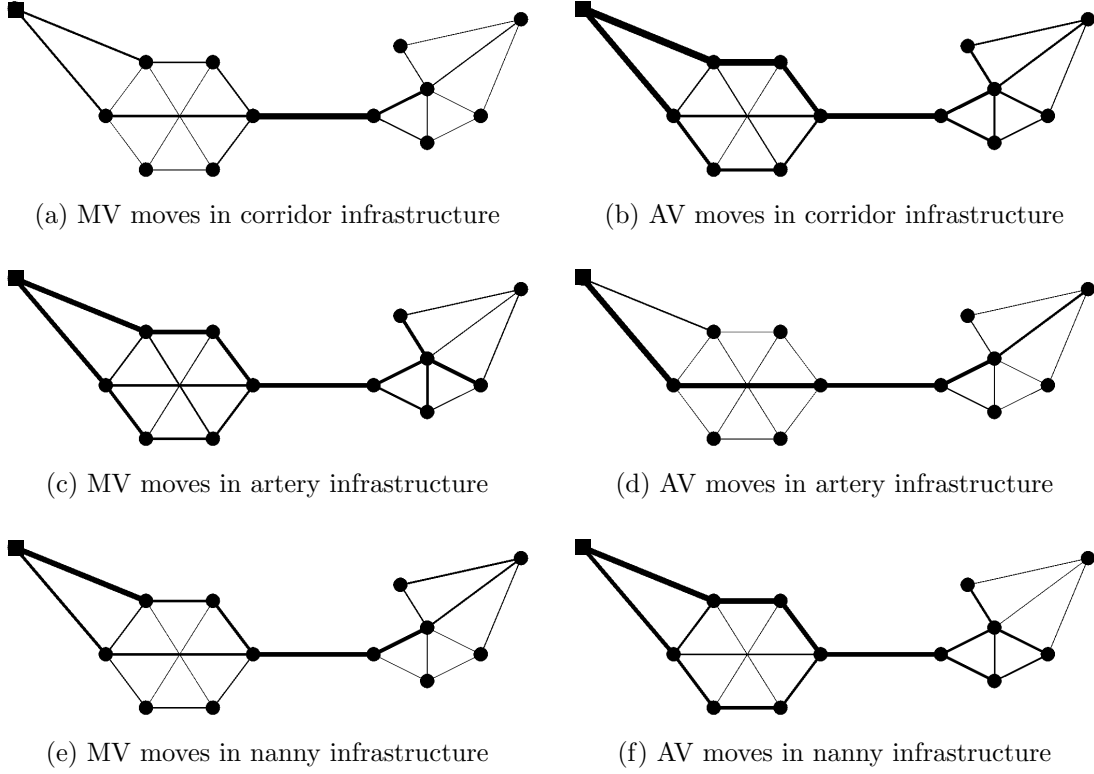 (a) MV moves in corridor infrastructure
(b) AV moves in corridor infrastructure
(c) MV moves in artery infrastructure
(d) AV moves in artery infrastructure
(e) MV moves in nanny infrastructure
(f) AV moves in nanny infrastructure